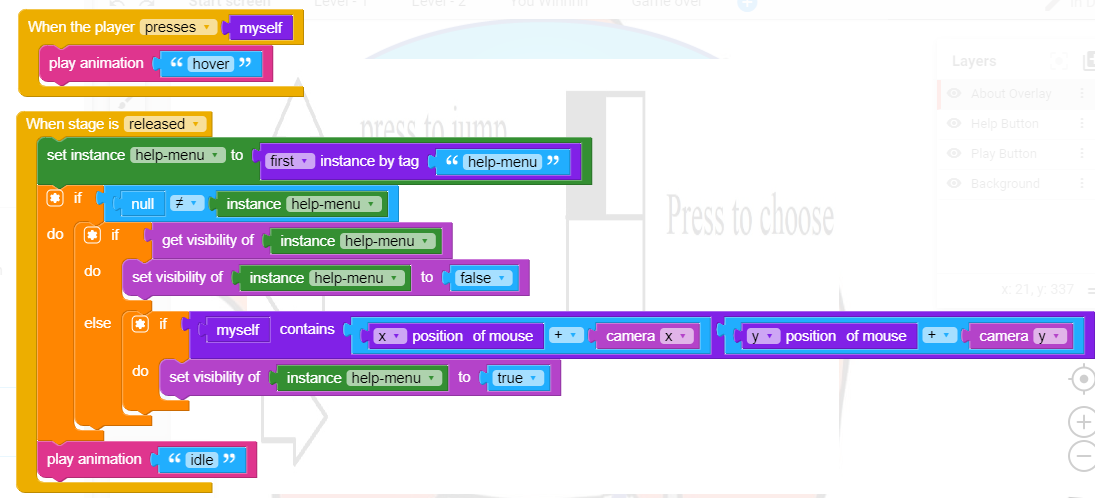 Start screen Level - 1 Level - 2 You Winnnn Game over
When the player presses myself
play animation “ hover ”
When stage is released
set instance help-menu to first instance by tag “ help-menu ”
if null ≠ instance help-menu
do if get visibility of instance help-menu
do set visibility of instance help-menu to false
else if myself contains x position of mouse + camera x y position of mouse + camera y
do set visibility of instance help-menu to true
play animation “ idle ”
press to jump
Press to choose
Layers
About Overlay
Help Button
Play Button
Background
x: 21, y: 337